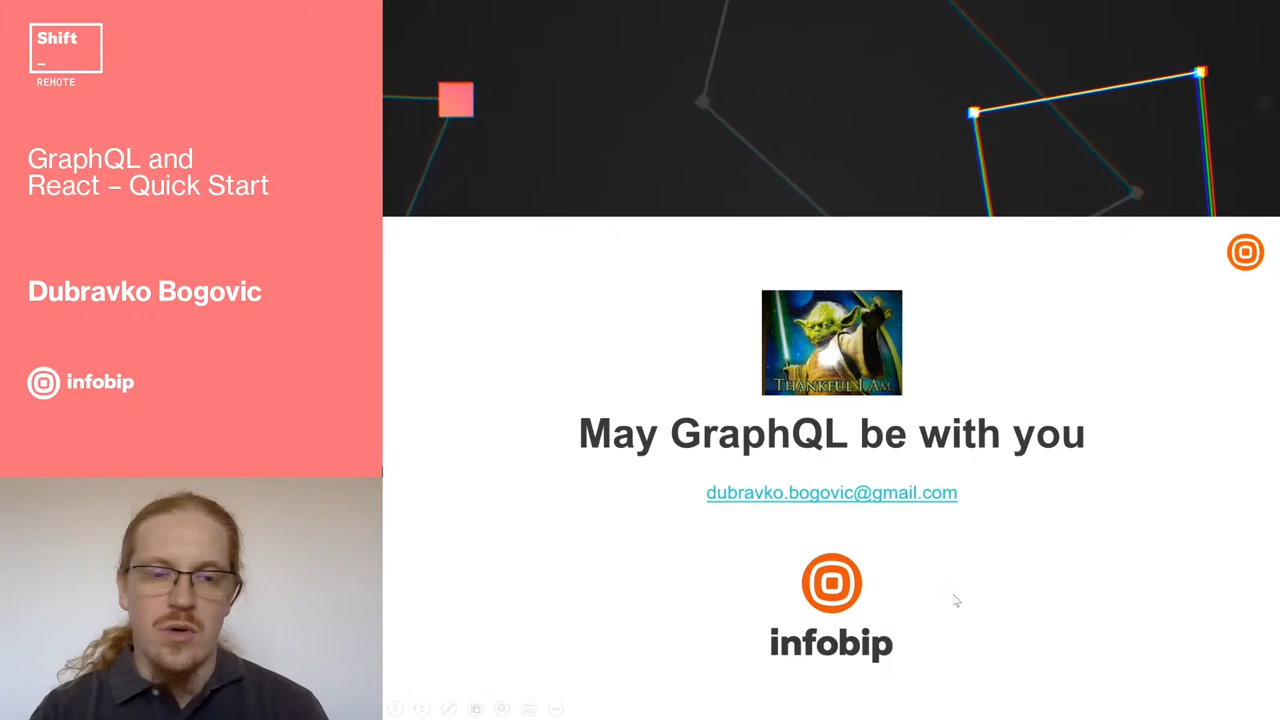 Shift
_
REMOTE
GraphQL and
React – Quick Start
Dubravko Bogovic
infobip
THANKFUL I AM.
May GraphQL be with you
dubravko.bogovic@gmail.com
infobip